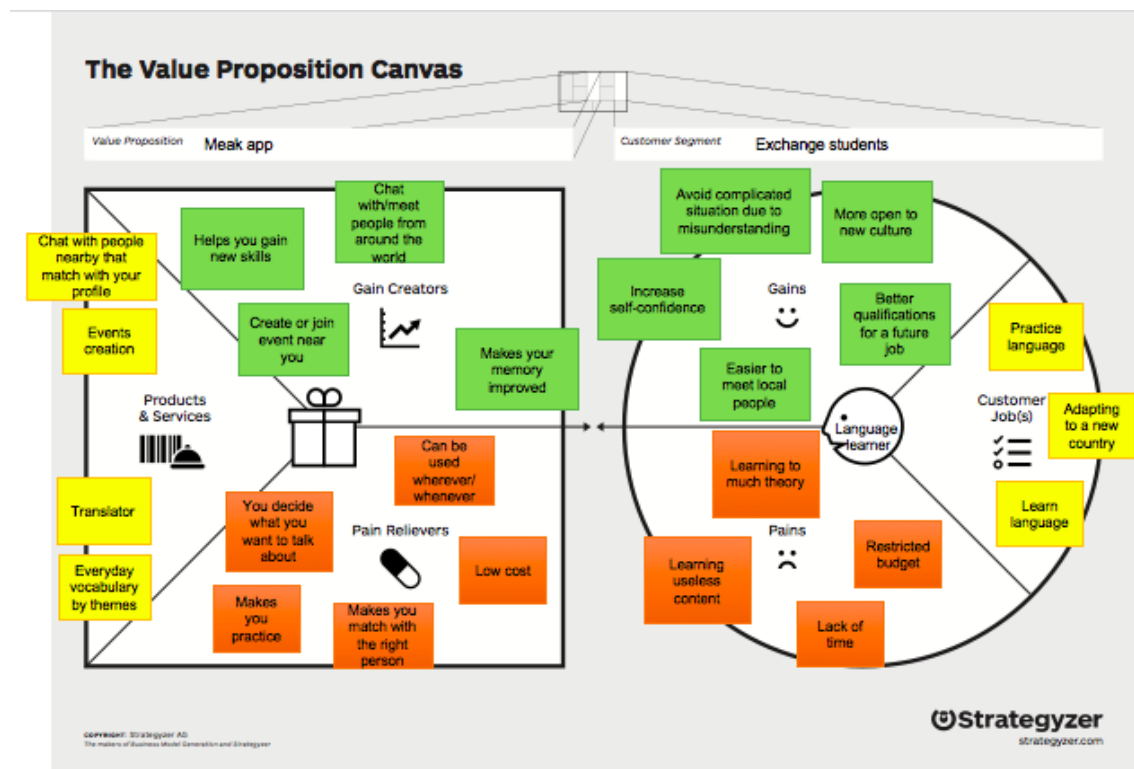 The Value Proposition Canvas
Value Proposition
Meak app
Customer Segment
Exchange students
Chat
with/meet
people from
around the
world
Helps you gain
new skills
Chat with people
nearby that
match with your
profile
Gain Creators
Create or join
event near
you
Events
creation
Makes your
memory
improved
Products
& Services
Can be
used
wherever/
whenever
Translator
You decide
what you
want to talk
about
Pain Relievers
Low cost
Everyday
vocabulary
by themes
Makes
you
practice
Makes you
match with
the right
person
Avoid complicated
situation due to
misunderstanding
More open to
new culture
Increase
self-confidence
Gains
Better
qualifications
for a future
job
Practice
language
Easier to
meet local
people
Customer
Job(s)
Adapting
to a new
country
Language
learner
Learning to
much theory
Learn
language
Pains
Restricted
budget
Learning
useless
content
Lack of
time
COPYRIGHT: Strategyzer AG
The makers of Business Model Generation and Strategyzer
Strategyzer
strategyzer.com